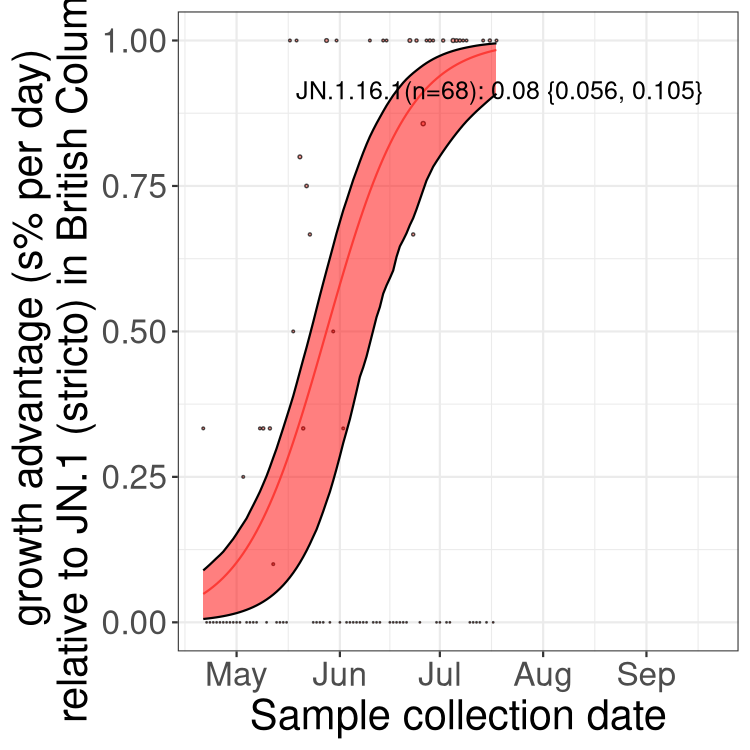 growth advantage (s% per day)
relative to JN.1 (stricto) in British Colum
1.00
0.75
0.50
0.25
0.00
JN.1.16.1(n=68): 0.08 {0.056, 0.105}
May Jun Jul Aug Sep
Sample collection date